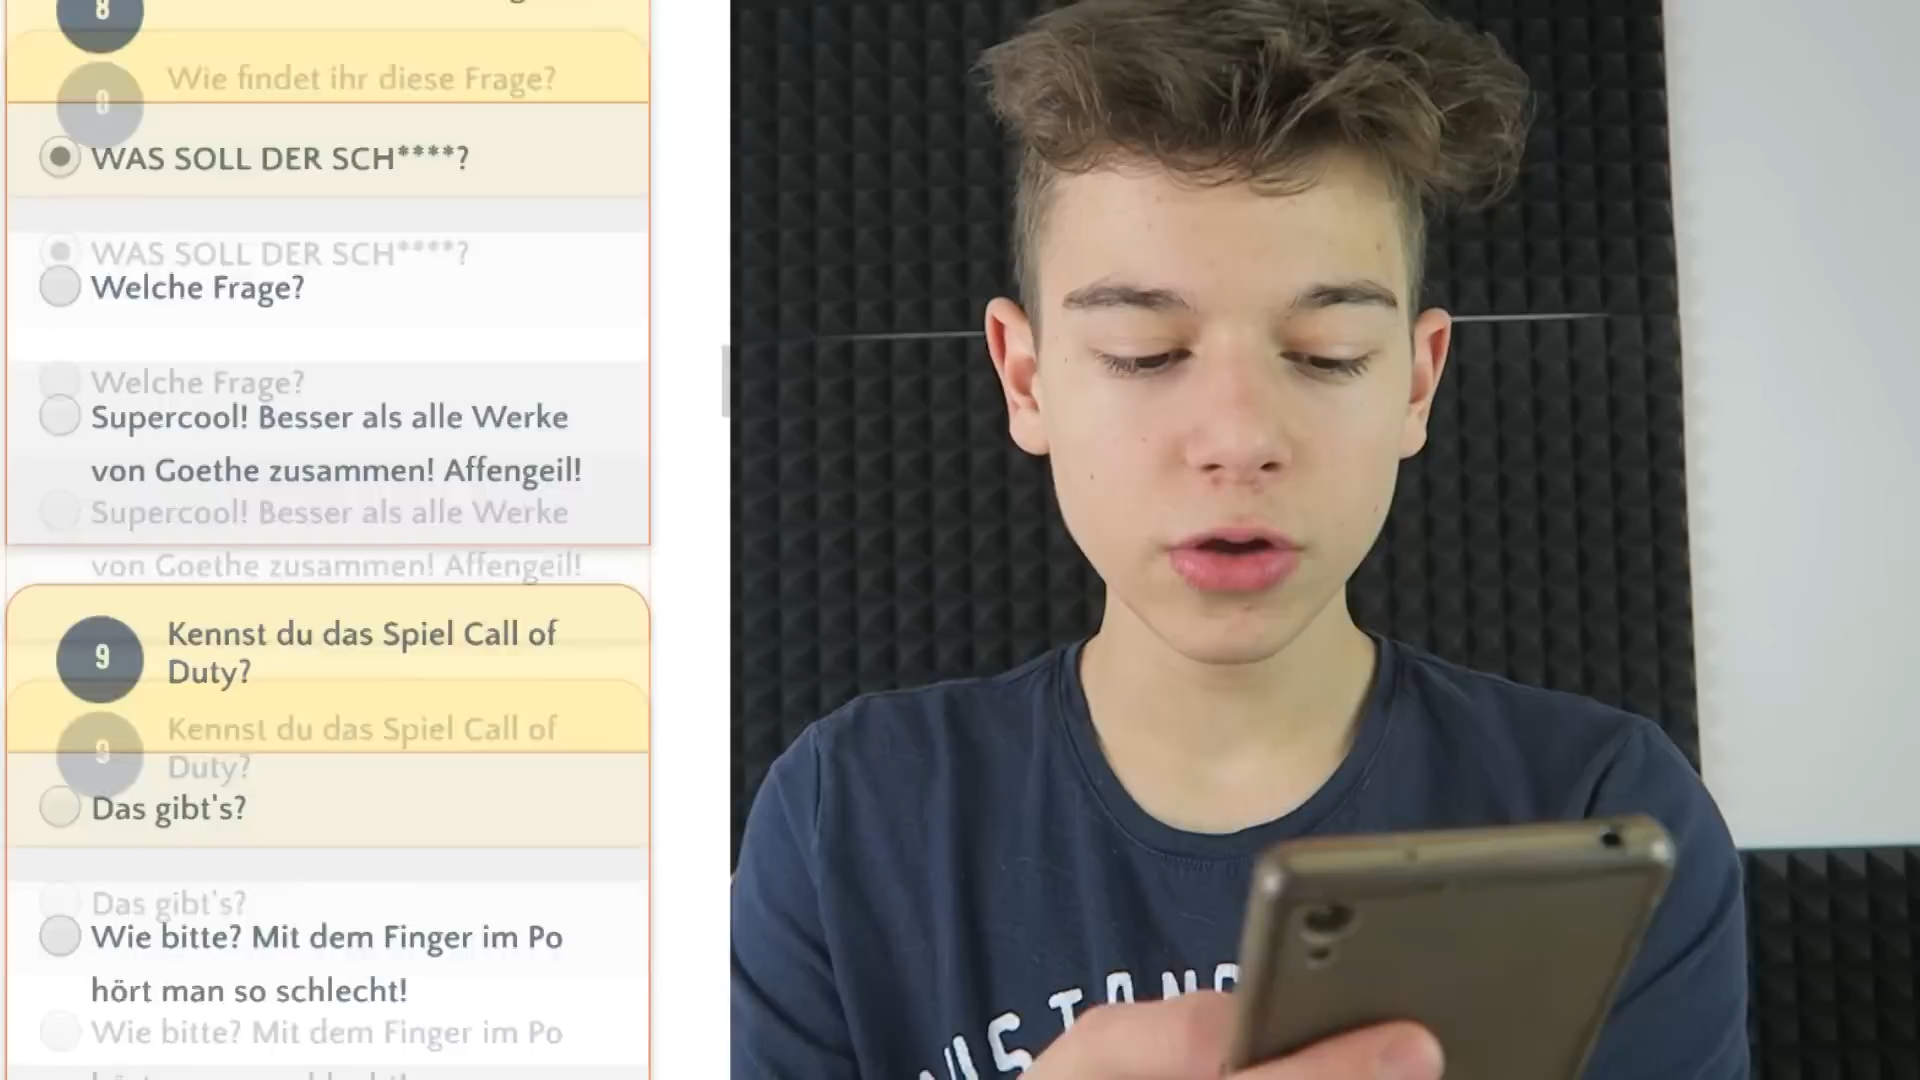 8
Wie findet ihr diese Frage?
8
WAS SOLL DER SCH****?
WAS SOLL DER SCH****?
Welche Frage?
Welche Frage?
Supercool! Besser als alle Werke
von Goethe zusammen! Affengeil!
Supercool! Besser als alle Werke
von Goethe zusammen! Affengeil!
9
Kennst du das Spiel Call of
Duty?
9
Kennst du das Spiel Call of
Duty?
Das gibt's?
Das gibt's?
Wie bitte? Mit dem Finger im Po
hört man so schlecht!
Wie bitte? Mit dem Finger im Po